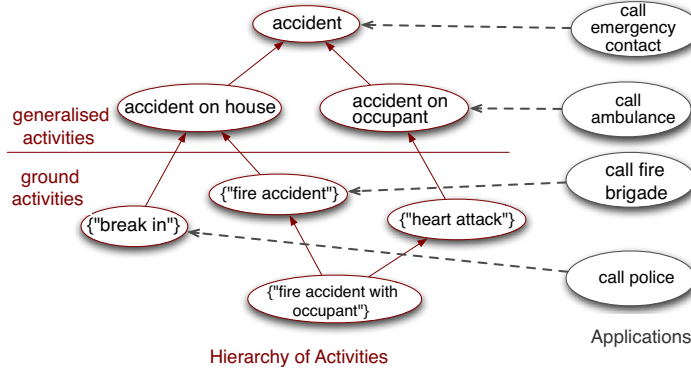 accident
call
emergency
contact
generalised
activities
accident on house
accident on
occupant
call
ambulance
ground
activities
{"fire accident"}
call fire
brigade
{"break in"}
{"heart attack"}
{"fire accident with
occupant"}
call police
Hierarchy of Activities
Applications